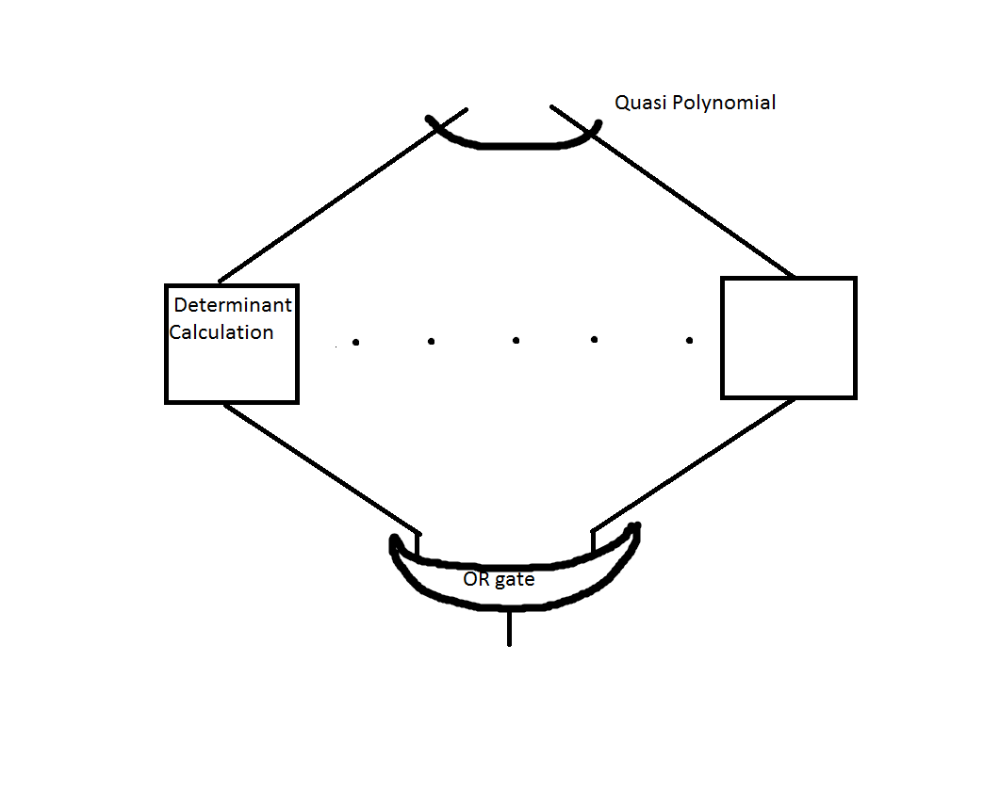 Quasi Polynomial
Determinant
Calculation
OR gate